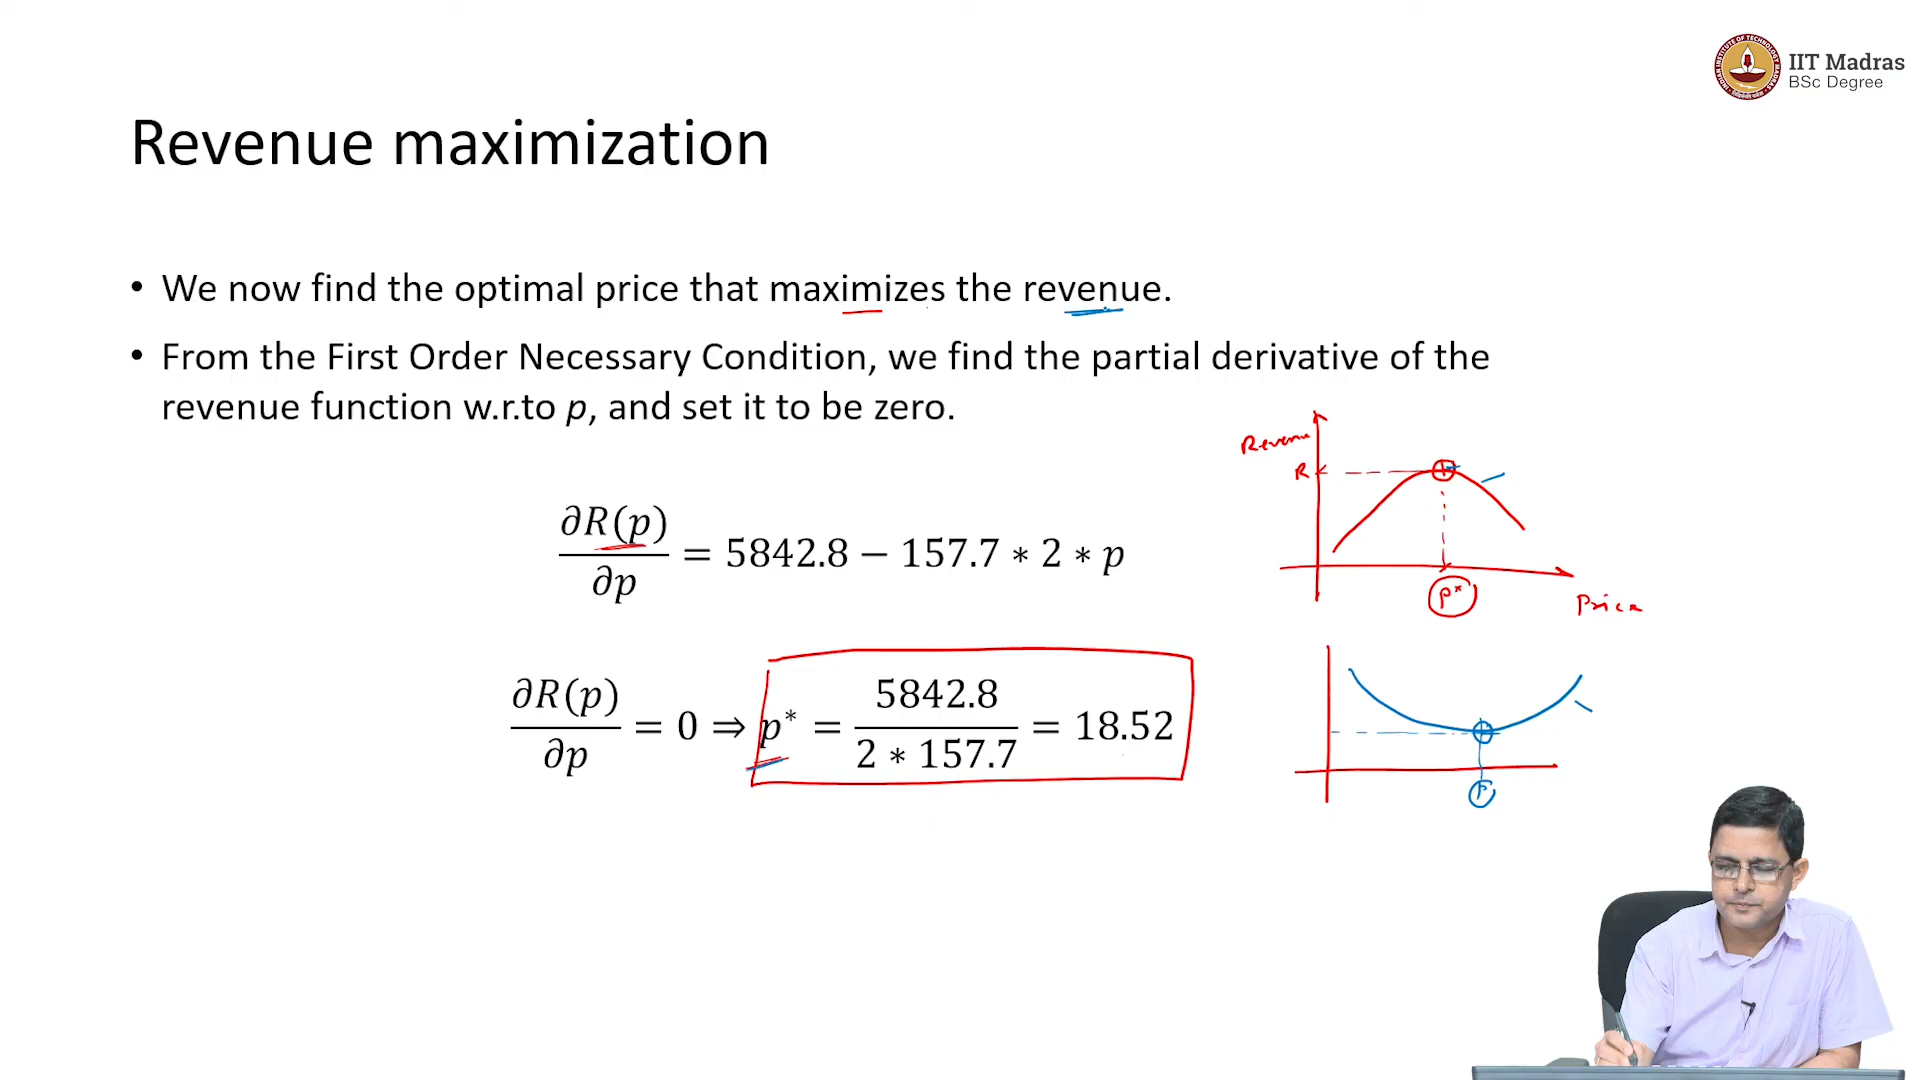 IIT Madras
BSc Degree
Revenue maximization
• We now find the optimal price that maximizes the revenue.
• From the First Order Necessary Condition, we find the partial derivative of the
revenue function w.r.to p, and set it to be zero.
∂R(p)/∂p = 5842.8 − 157.7 * 2 * p
∂R(p)/∂p = 0 ⇒ p* = 5842.8/(2 * 157.7) = 18.52
Revenue
R
p*
Price
P